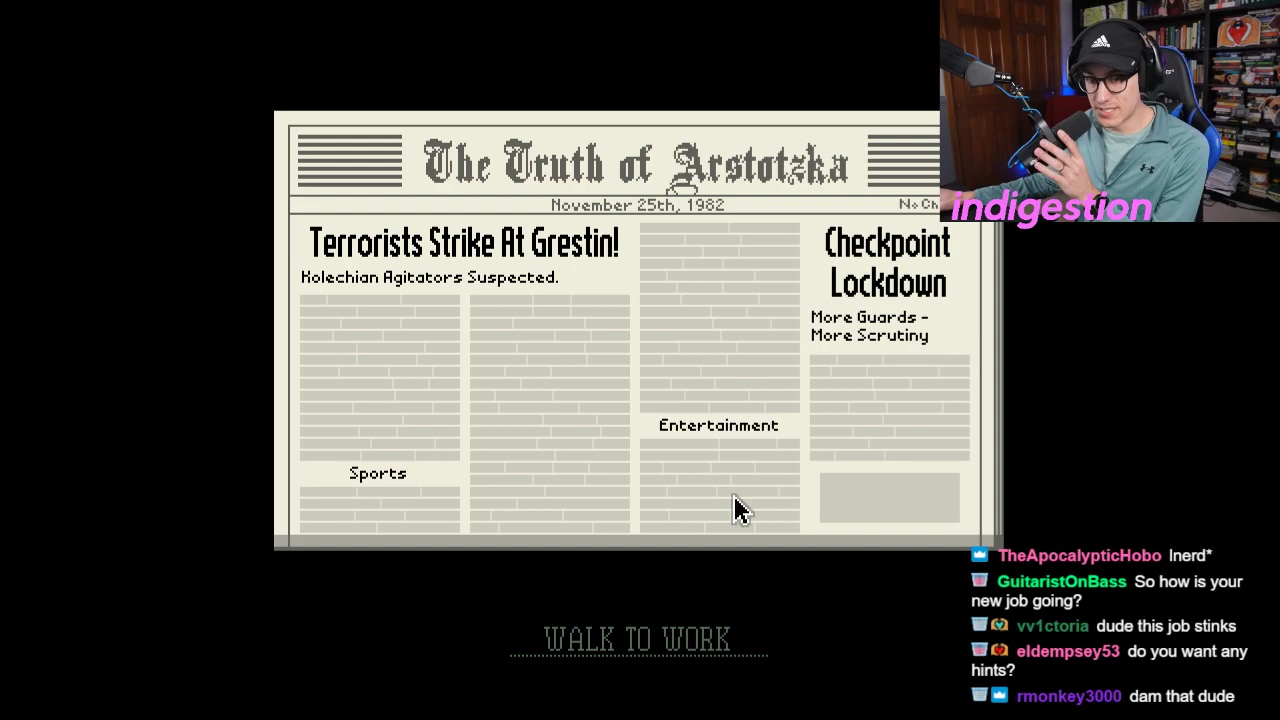 The Truth of Arstotzka
November 25th, 1982
Terrorists Strike At Grestin!
Kolechian Agitators Suspected.
Sports
Entertainment
Checkpoint
Lockdown
More Guards -
More Scrutiny
WALK TO WORK
indigestion
TheApocalypticHobo !nerd*
GuitaristOnBass So how is your
new job going?
vv1ctoria dude this job stinks
eldempsey53 do you want any
hints?
rmonkey3000 dam that dude